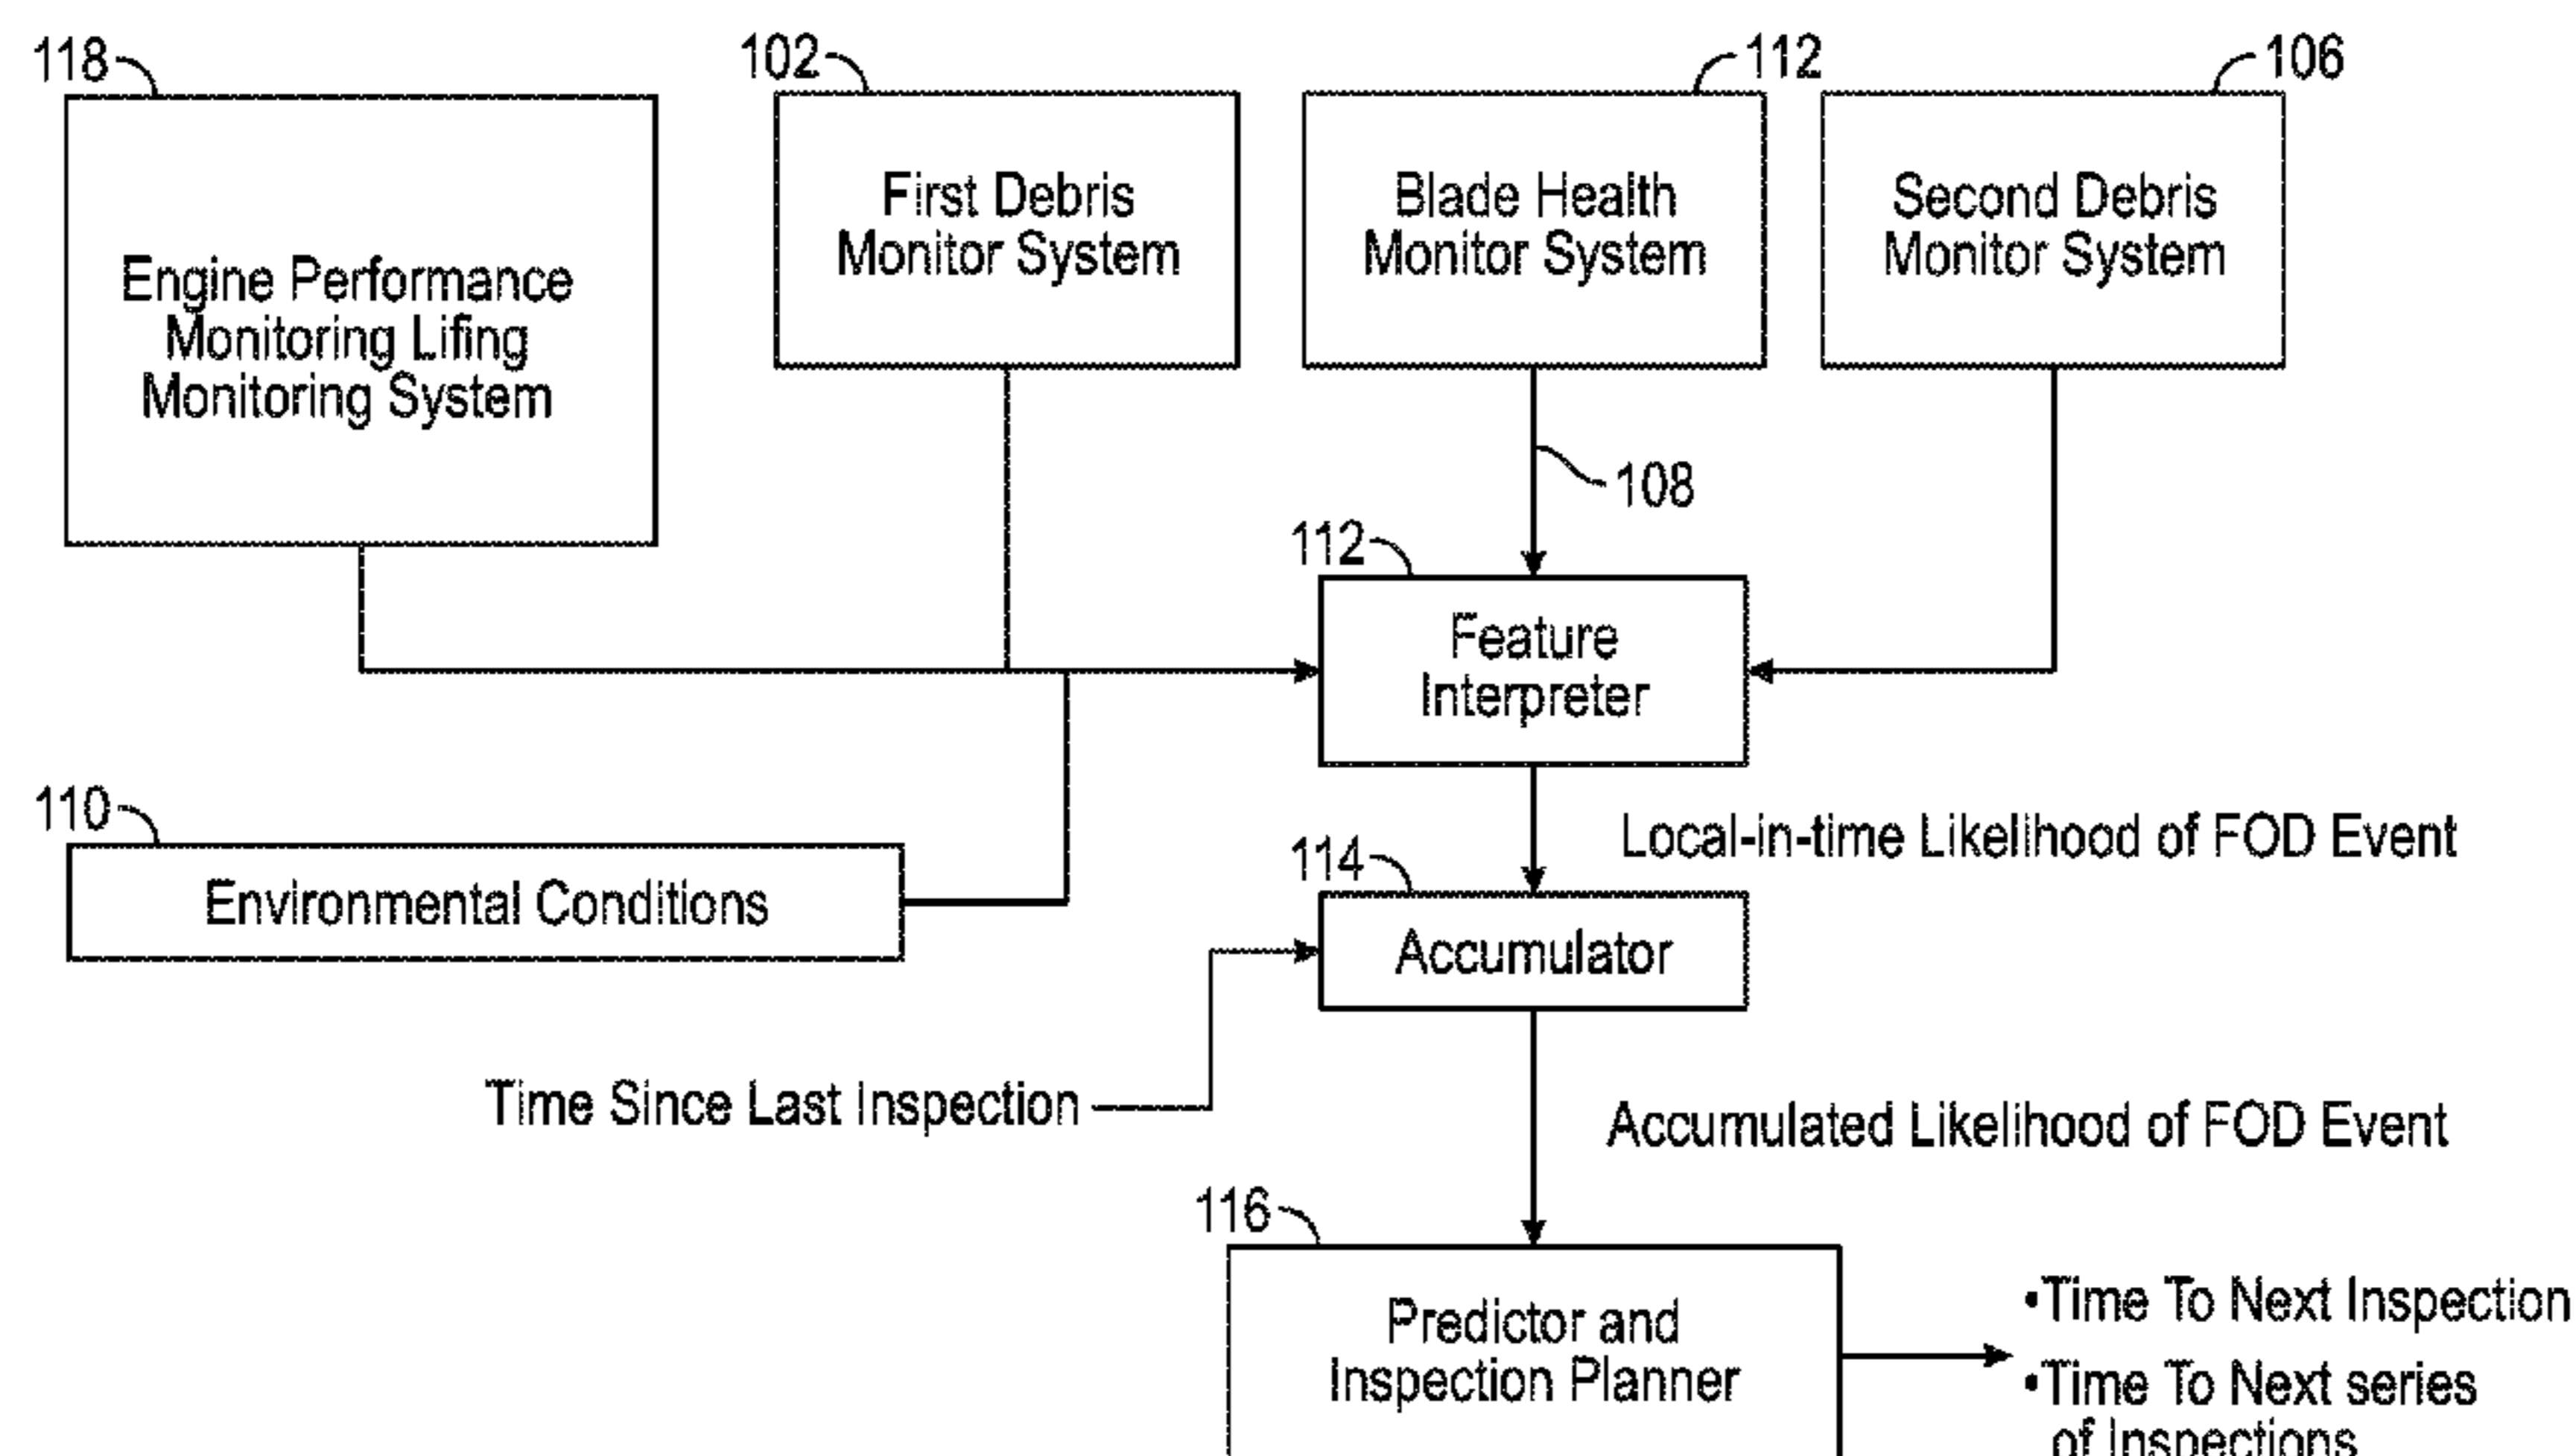 118
102
112
106
Engine Performance
Monitoring Lifing
Monitoring System
First Debris
Monitor System
Blade Health
Monitor System
Second Debris
Monitor System
108
112
Feature
Interpreter
110
Environmental Conditions
Local-in-time Likelihood of FOD Event
114
Accumulator
Time Since Last Inspection
Accumulated Likelihood of FOD Event
116
Predictor and
Inspection Planner
•Time To Next Inspection
•Time To Next series
of Inspections